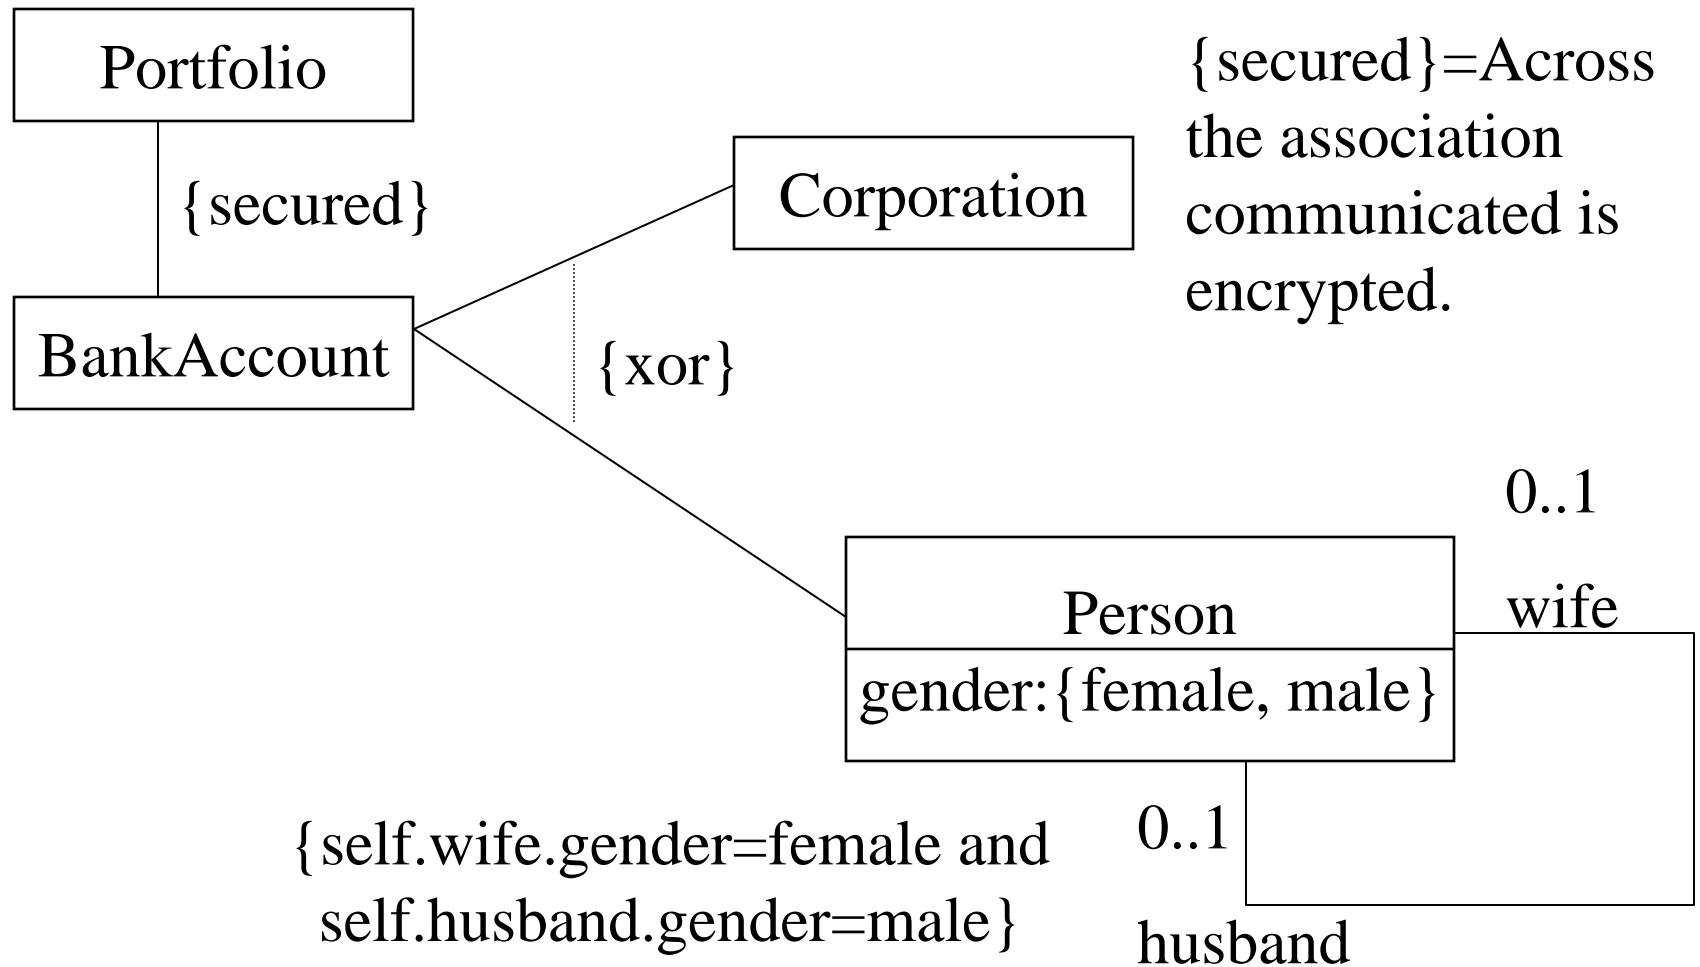 Portfolio
{secured}=Across
the association
communicated is
encrypted.
Corporation
{secured}
BankAccount
{xor}
0..1
wife
Person
gender:{female, male}
0..1
husband
{self.wife.gender=female and
self.husband.gender=male}